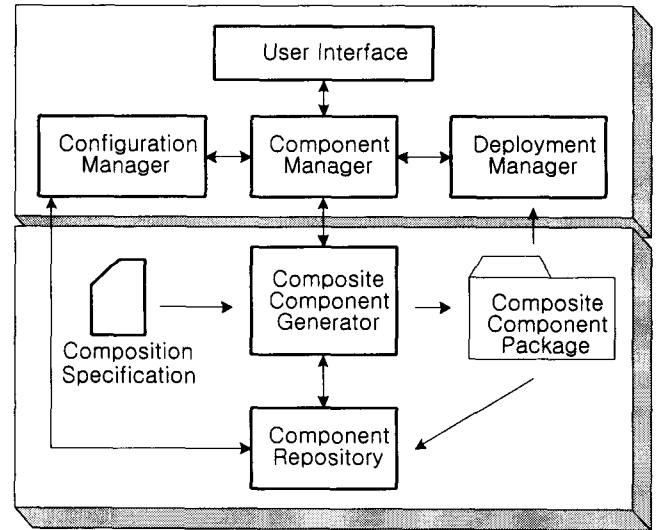 User Interface
Configuration
Manager
Component
Manager
Deployment
Manager
Composition
Specification
Composite
Component
Generator
Composite
Component
Package
Component
Repository